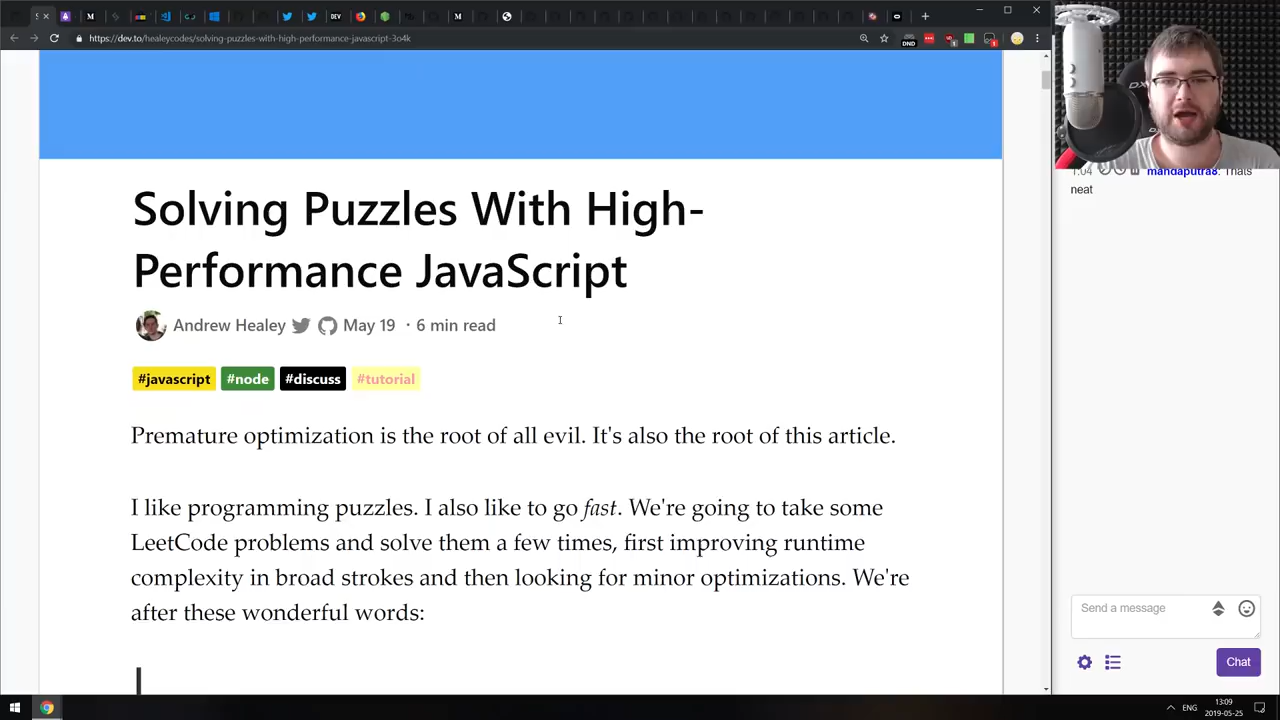 https://dev.to/healeycodes/solving-puzzles-with-high-performance-javascript-3o4k
DND
1
1
Solving Puzzles With High-
Performance JavaScript
Andrew Healey May 19 · 6 min read
#javascript #node #discuss #tutorial
Premature optimization is the root of all evil. It's also the root of this article.
I like programming puzzles. I also like to go fast. We're going to take some
LeetCode problems and solve them a few times, first improving runtime
complexity in broad strokes and then looking for minor optimizations. We're
after these wonderful words:
1:04 mandaputra8: Thats
neat
Send a message
Chat
ENG
13:09
2019-05-25